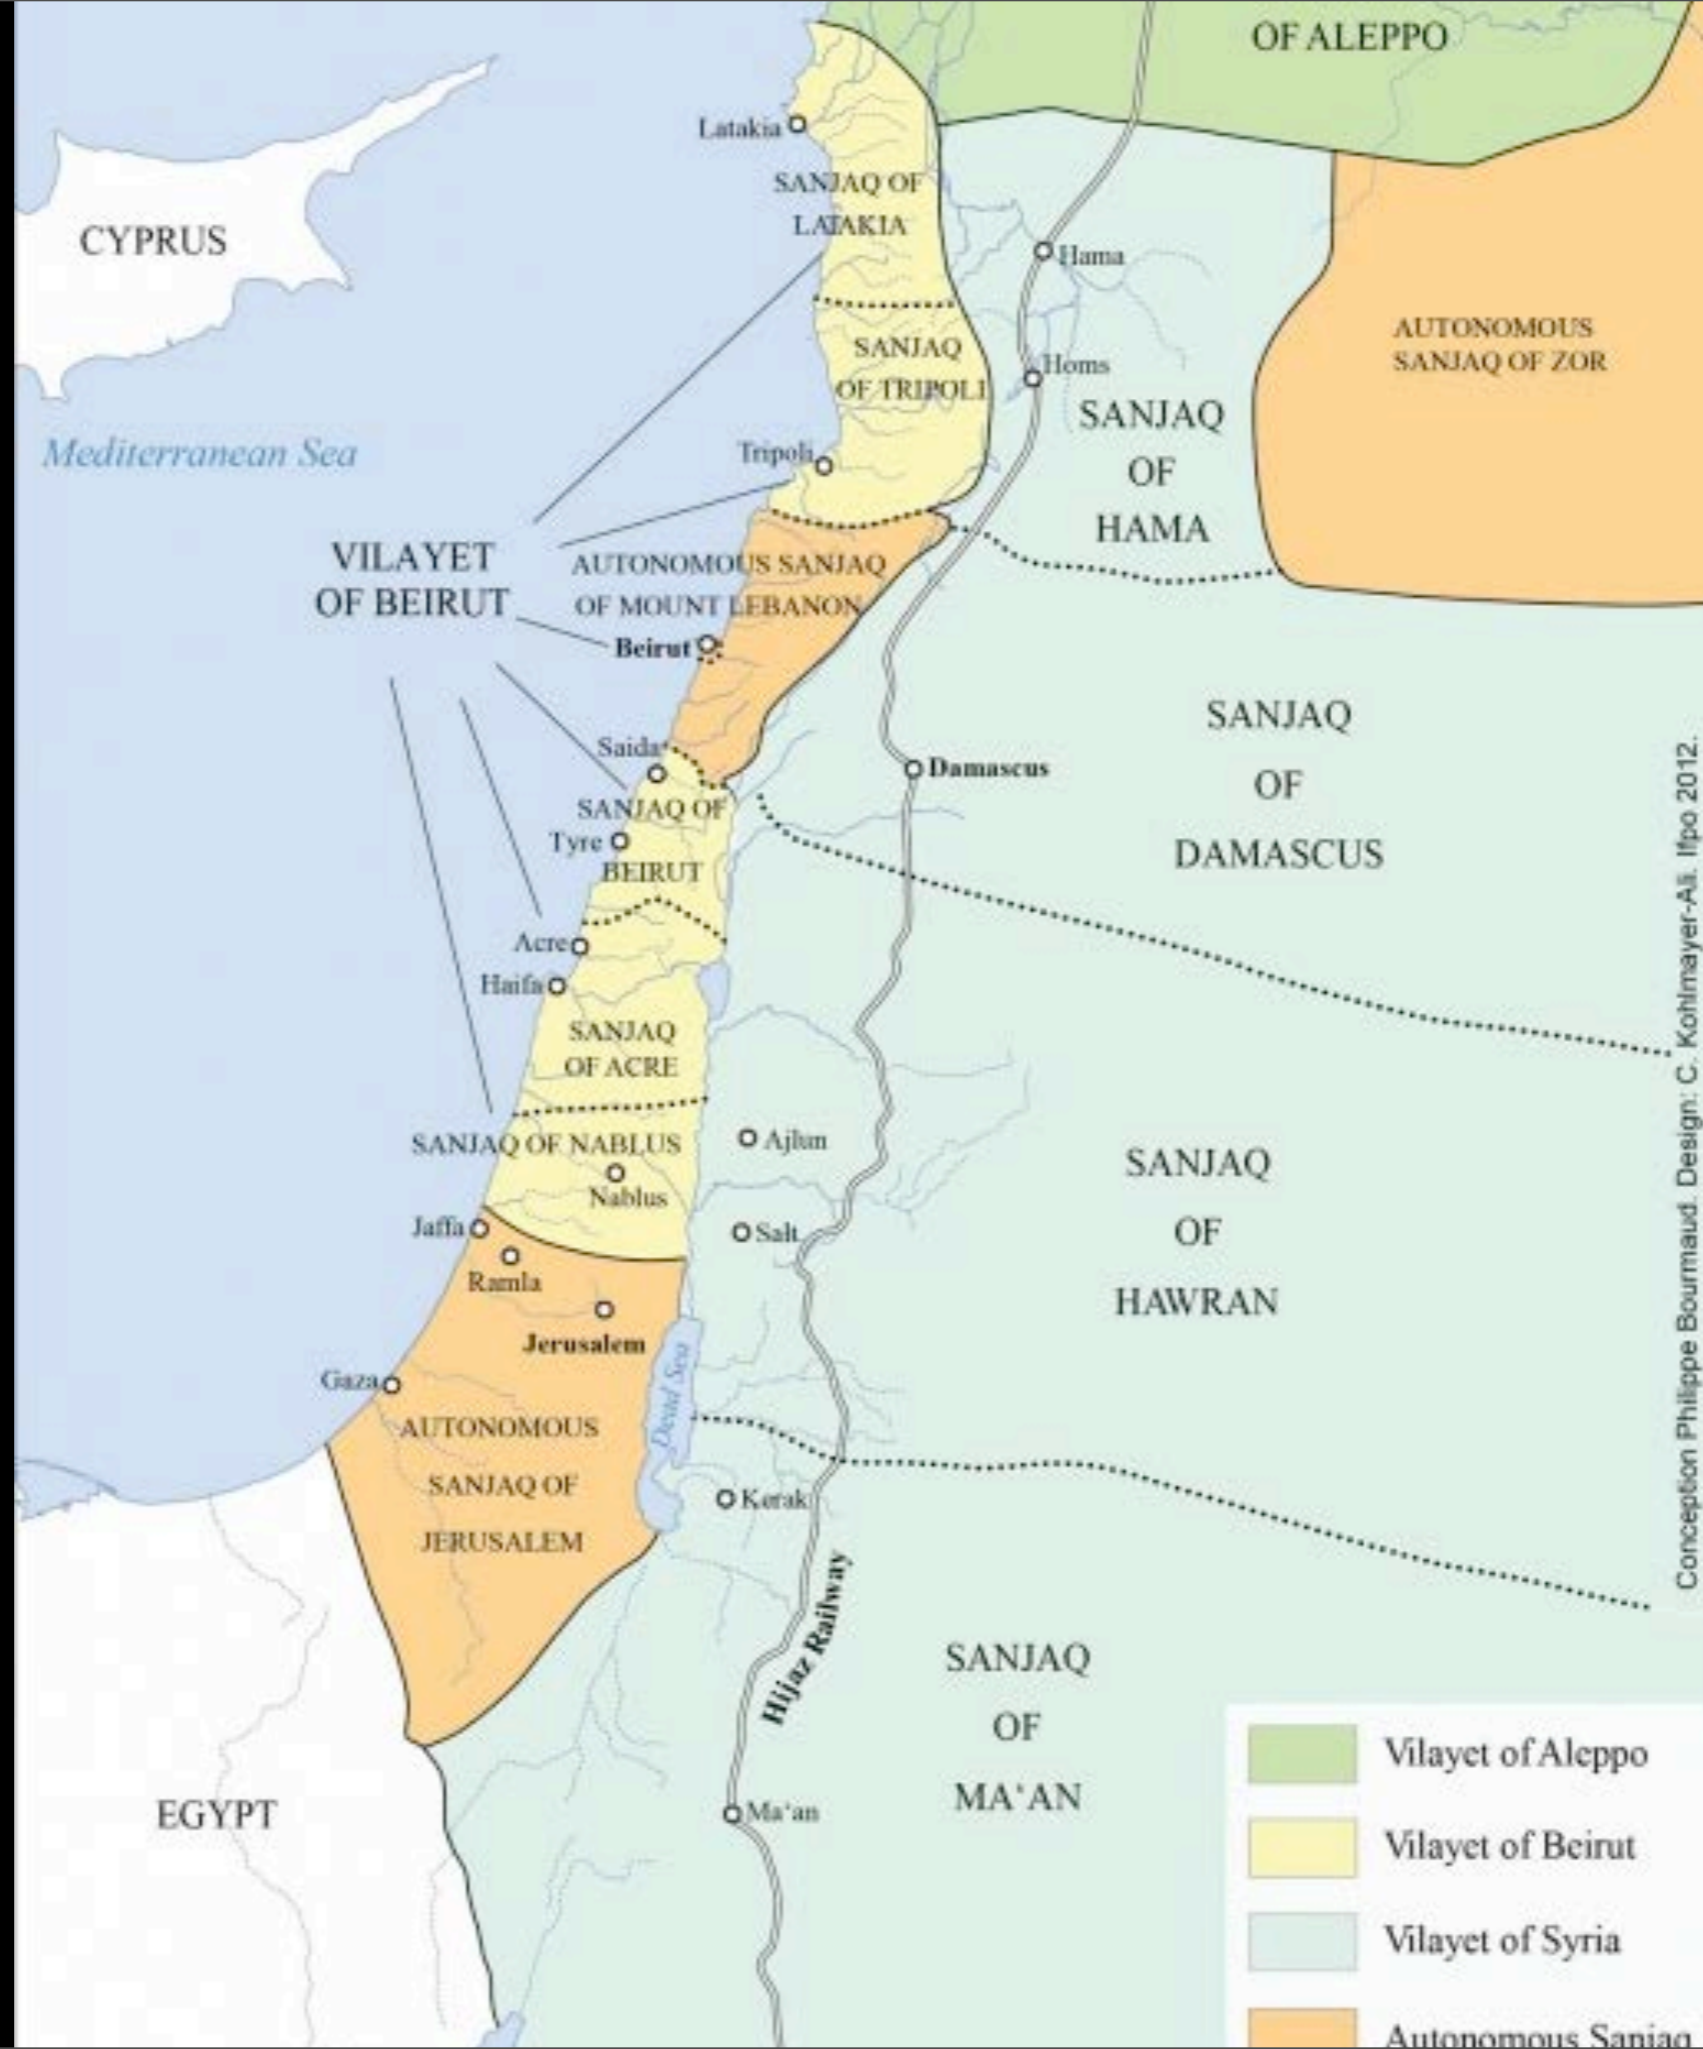 OF ALEPPO
Latakia
SANJAQ OF
LATAKIA
CYPRUS
Hama
AUTONOMOUS
SANJAQ OF ZOR
SANJAQ
OF TRIPOLI
Homs
SANJAQ
OF
HAMA
Mediterranean Sea
Tripoli
VILAYET
OF BEIRUT
AUTONOMOUS SANJAQ
OF MOUNT LEBANON
Beirut
SANJAQ
OF
DAMASCUS
Saida
Damascus
SANJAQ OF
BEIRUT
Tyre
Acre
Haifa
SANJAQ
OF ACRE
SANJAQ OF NABLUS
Nablus
Ajlun
SANJAQ
OF
HAWRAN
Jaffa
Salt
Ramla
Jerusalem
Dead Sea
Gaza
AUTONOMOUS
SANJAQ OF
JERUSALEM
Kerak
Hijaz Railway
SANJAQ
OF
MA‘AN
Ma‘an
EGYPT
Vilayet of Aleppo
Vilayet of Beirut
Vilayet of Syria
Autonomous Sanjaq
Conception Philippe Bourmaud. Design: C. Kohlmayer-Ali. Ifpo 2012.